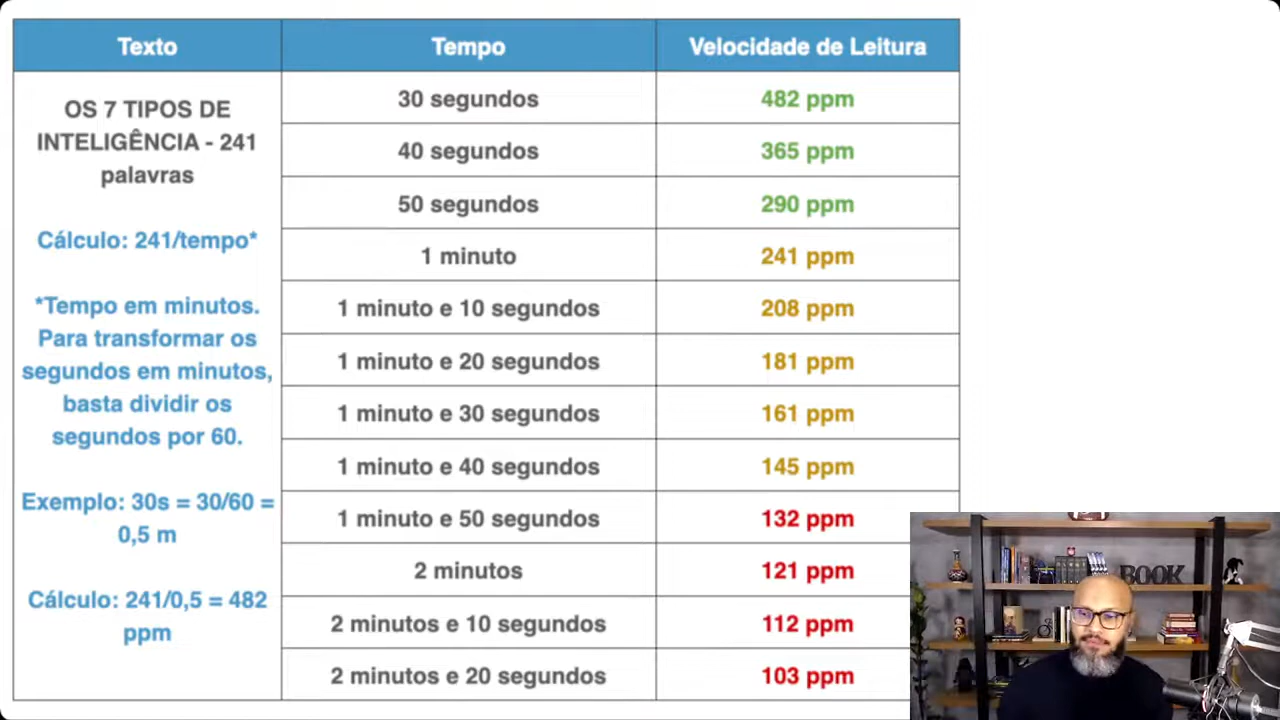 Texto
Tempo
Velocidade de Leitura
OS 7 TIPOS DE
INTELIGÊNCIA - 241
palavras
Cálculo: 241/tempo*
*Tempo em minutos.
Para transformar os
segundos em minutos,
basta dividir os
segundos por 60.
Exemplo: 30s = 30/60 =
0,5 m
Cálculo: 241/0,5 = 482
ppm
30 segundos
482 ppm
40 segundos
365 ppm
50 segundos
290 ppm
1 minuto
241 ppm
1 minuto e 10 segundos
208 ppm
1 minuto e 20 segundos
181 ppm
1 minuto e 30 segundos
161 ppm
1 minuto e 40 segundos
145 ppm
1 minuto e 50 segundos
132 ppm
2 minutos
121 ppm
2 minutos e 10 segundos
112 ppm
2 minutos e 20 segundos
103 ppm
BOOK